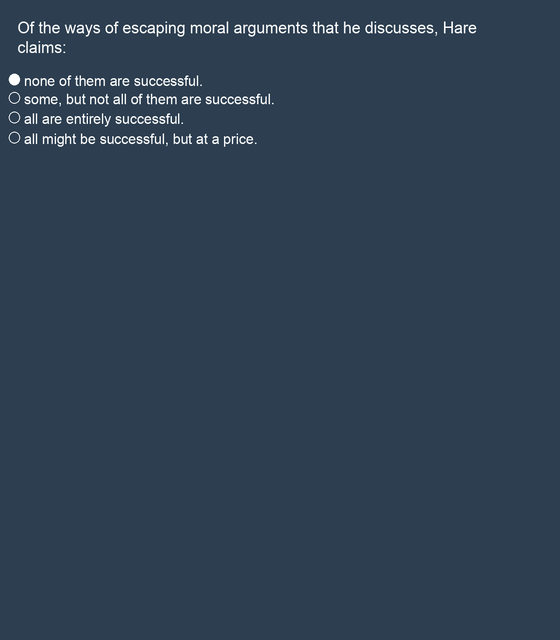 Of the ways of escaping moral arguments that he discusses, Hare
claims:
none of them are successful.
some, but not all of them are successful.
all are entirely successful.
all might be successful, but at a price.